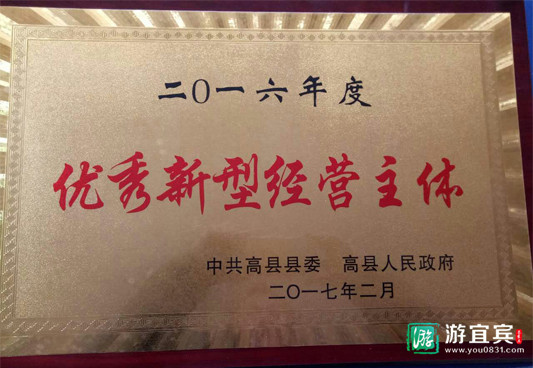 二〇一六年度
优秀新型经营主体
中共高县县委 高县人民政府
二〇一七年二月
游 游宜宾
www.you0831.com